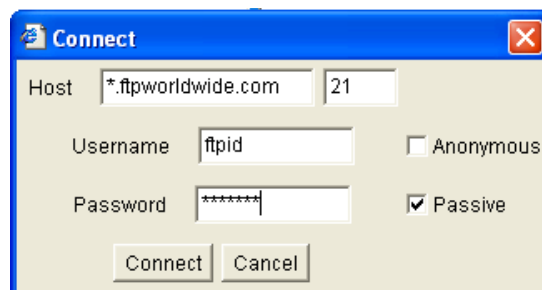 Connect
Host *.ftpworldwide.com 21
Username ftpid Anonymous
Password ******* Passive
Connect Cancel